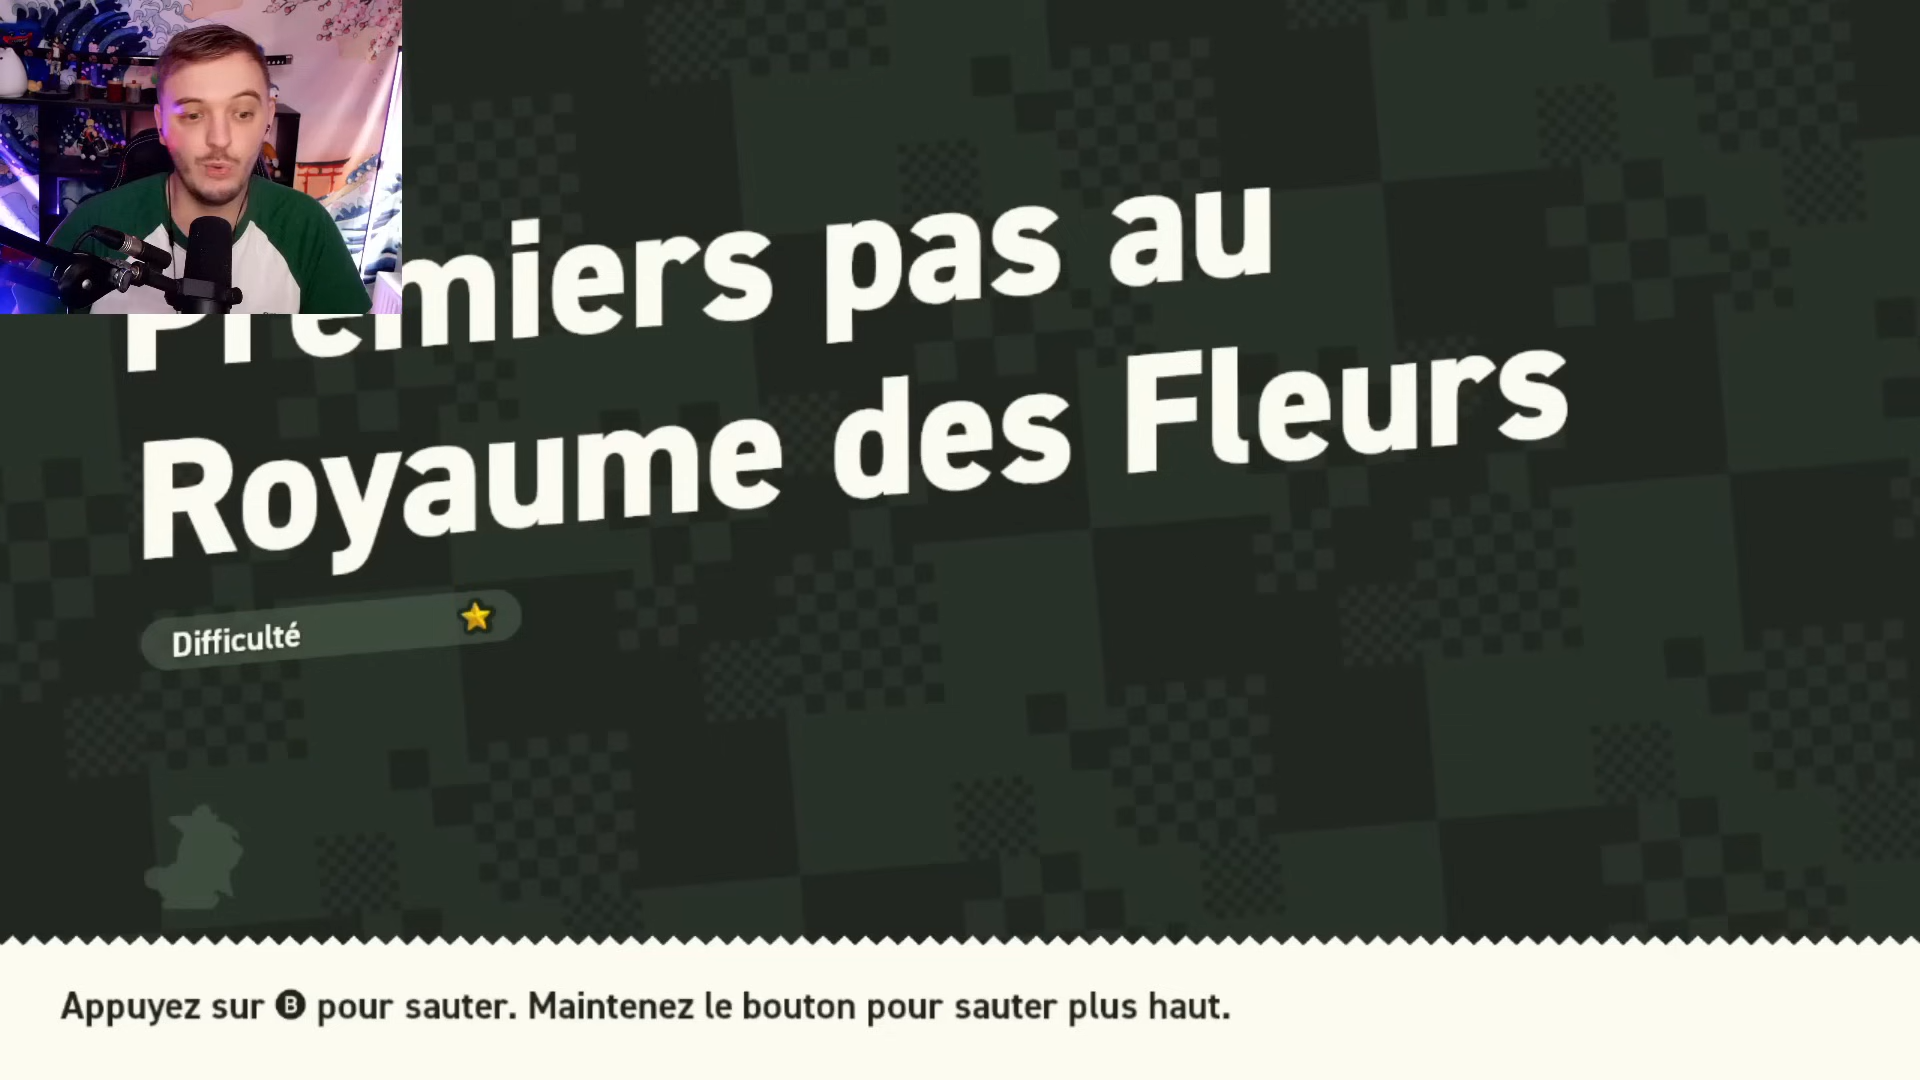 Premiers pas au
Royaume des Fleurs
Difficulté
Appuyez sur B pour sauter. Maintenez le bouton pour sauter plus haut.